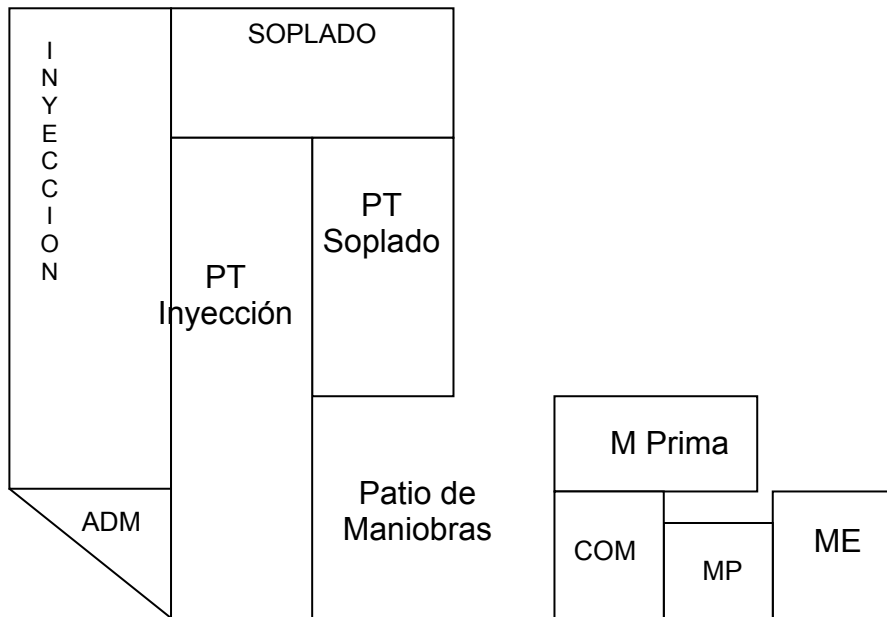 INYECCION
SOPLADO
PT
Soplado
PT
Inyección
M Prima
Patio de
Maniobras
ADM
COM
MP
ME